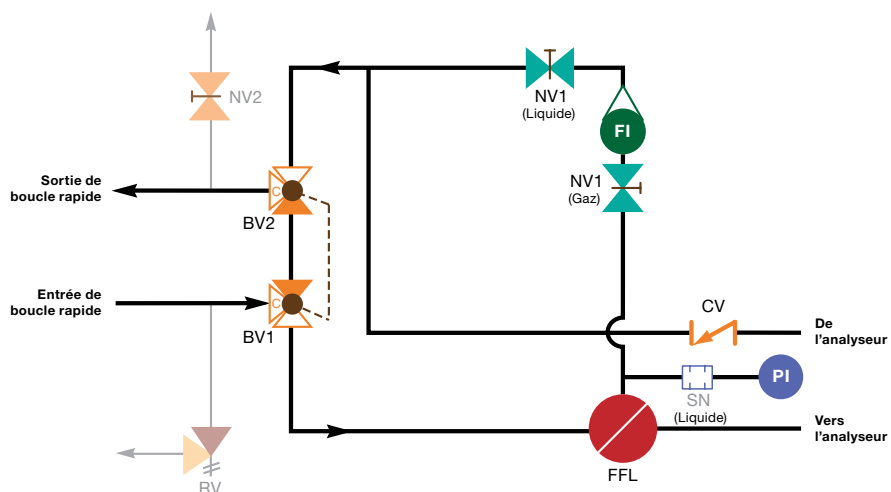 NV2
NV1
(Liquide)
FI
NV1
(Gaz)
Sortie de
boucle rapide
C
BV2
Entrée de
boucle rapide
C
BV1
CV
De
l'analyseur
PI
SN
(Liquide)
Vers
l'analyseur
FFL
RV